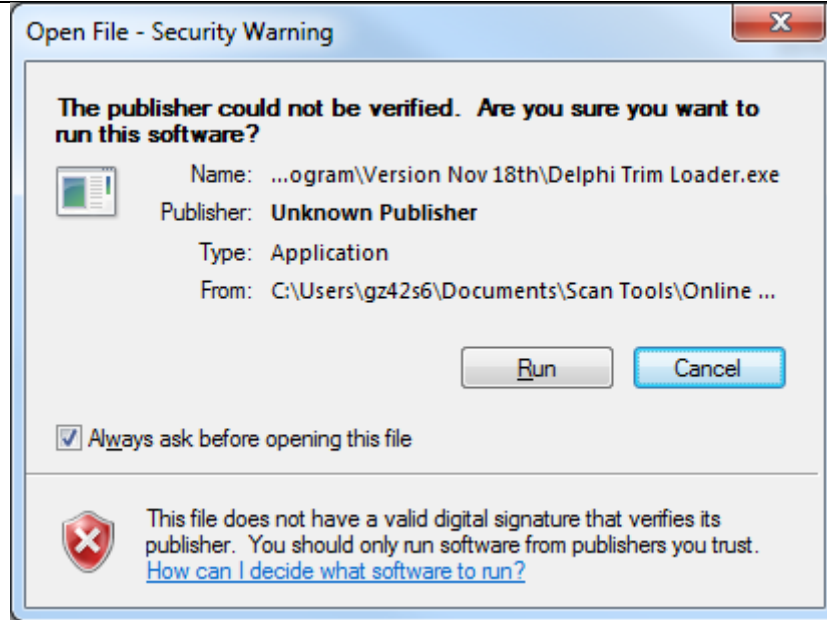 Open File - Security Warning
The publisher could not be verified.  Are you sure you want to
run this software?
Name: ...ogram\Version Nov 18th\Delphi Trim Loader.exe
Publisher: Unknown Publisher
Type: Application
From: C:\Users\gz42s6\Documents\Scan Tools\Online ...
Run Cancel
Always ask before opening this file
This file does not have a valid digital signature that verifies its
publisher.  You should only run software from publishers you trust.
How can I decide what software to run?